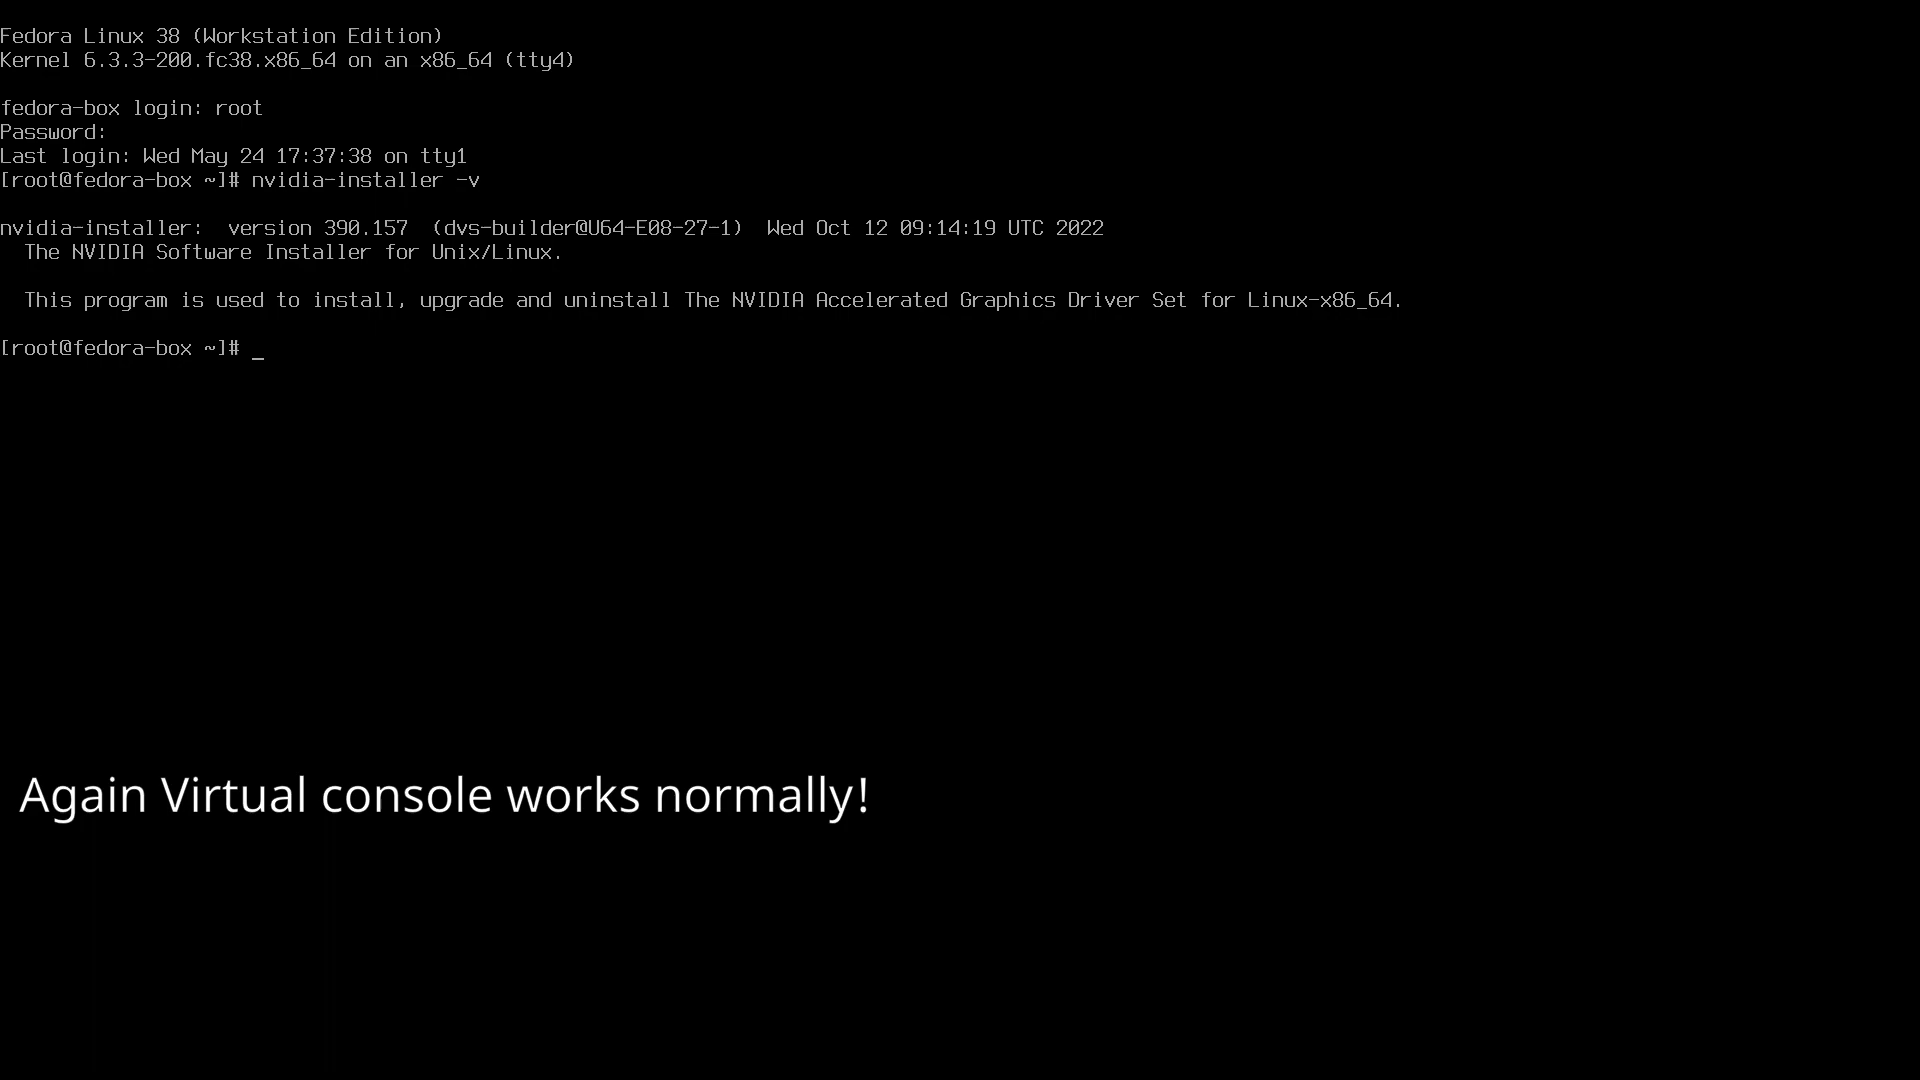 Fedora Linux 38 (Workstation Edition)
Kernel 6.3.3-200.fc38.x86_64 on an x86_64 (tty4)
fedora-box login: root
Password:
Last login: Wed May 24 17:37:38 on tty1
[root@fedora-box ~]# nvidia-installer -v
nvidia-installer:  version 390.157  (dvs-builder@U64-E08-27-1)  Wed Oct 12 09:14:19 UTC 2022
The NVIDIA Software Installer for Unix/Linux.
This program is used to install, upgrade and uninstall The NVIDIA Accelerated Graphics Driver Set for Linux-x86_64.
[root@fedora-box ~]# _
Again Virtual console works normally!